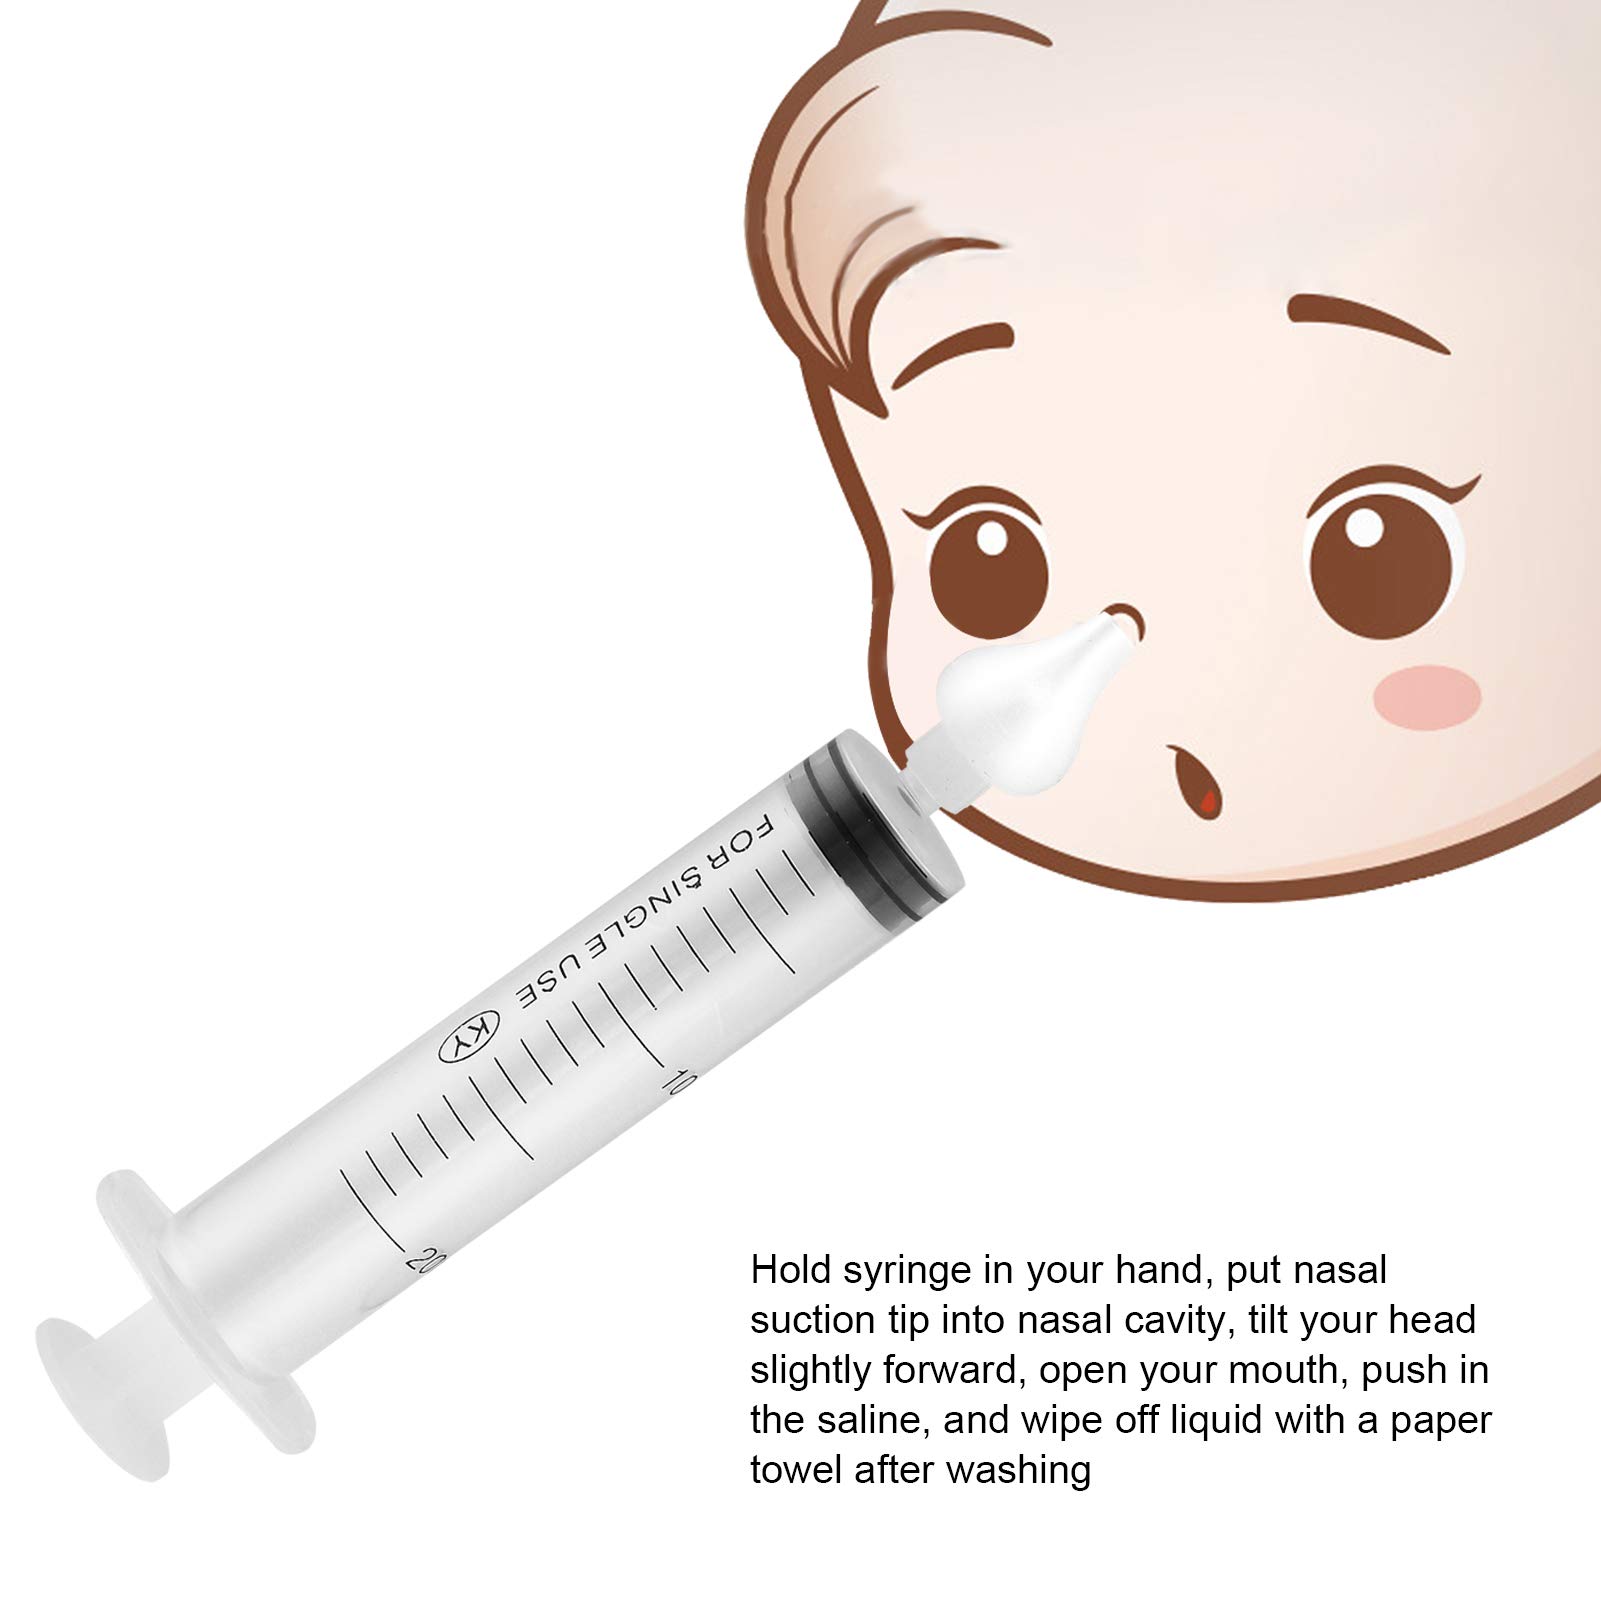 FOR SINGLE USE
KY
10
20
Hold syringe in your hand, put nasal
suction tip into nasal cavity, tilt your head
slightly forward, open your mouth, push in
the saline, and wipe off liquid with a paper
towel after washing